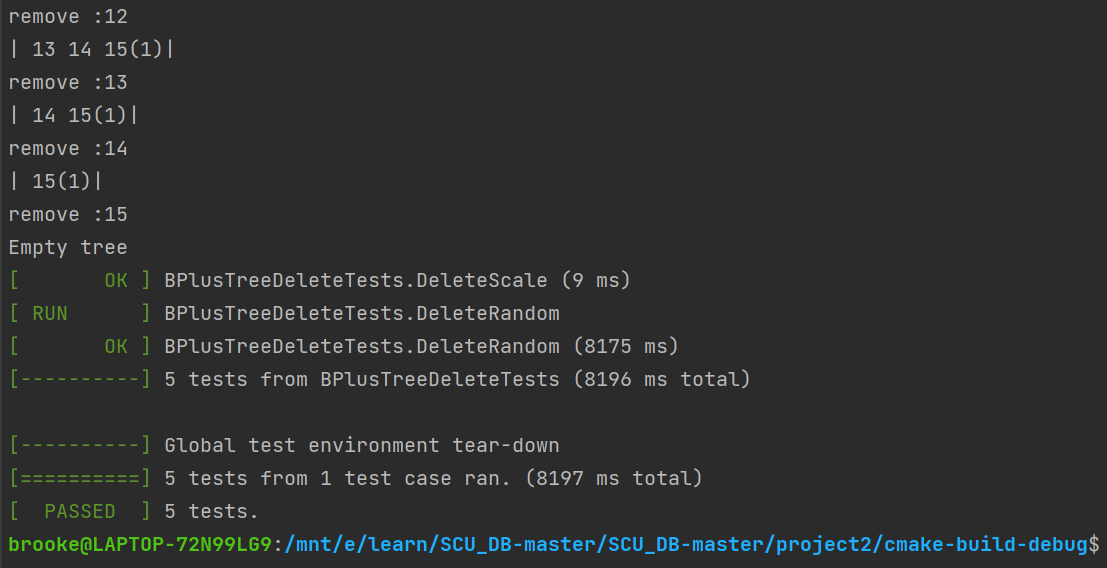 remove :12
| 13 14 15(1)|
remove :13
| 14 15(1)|
remove :14
| 15(1)|
remove :15
Empty tree
[       OK ] BPlusTreeDeleteTests.DeleteScale (9 ms)
[ RUN      ] BPlusTreeDeleteTests.DeleteRandom
[       OK ] BPlusTreeDeleteTests.DeleteRandom (8175 ms)
[----------] 5 tests from BPlusTreeDeleteTests (8196 ms total)
[----------] Global test environment tear-down
[==========] 5 tests from 1 test case ran. (8197 ms total)
[  PASSED  ] 5 tests.
brooke@LAPTOP-72N99LG9:/mnt/e/learn/SCU_DB-master/SCU_DB-master/project2/cmake-build-debug$